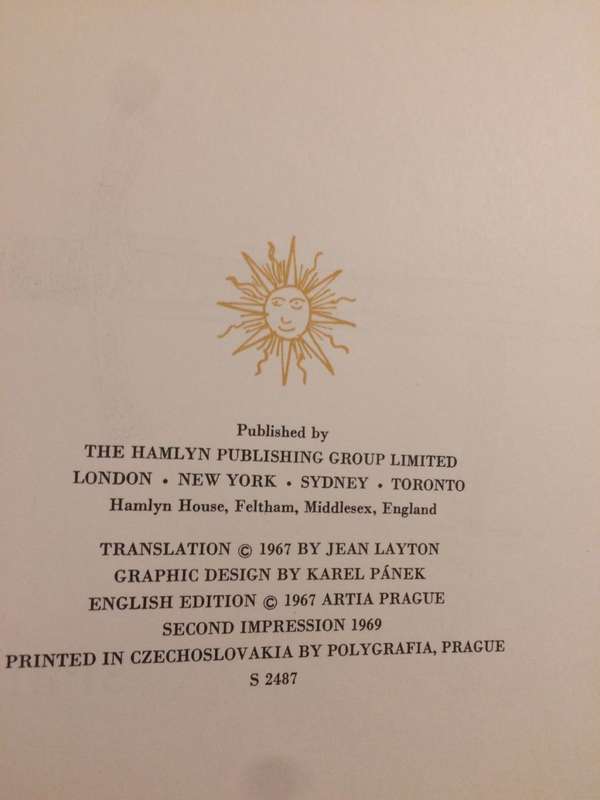 Published by
THE HAMLYN PUBLISHING GROUP LIMITED
LONDON • NEW YORK • SYDNEY • TORONTO
Hamlyn House, Feltham, Middlesex, England
TRANSLATION © 1967 BY JEAN LAYTON
GRAPHIC DESIGN BY KAREL PÁNEK
ENGLISH EDITION © 1967 ARTIA PRAGUE
SECOND IMPRESSION 1969
PRINTED IN CZECHOSLOVAKIA BY POLYGRAFIA, PRAGUE
S 2487